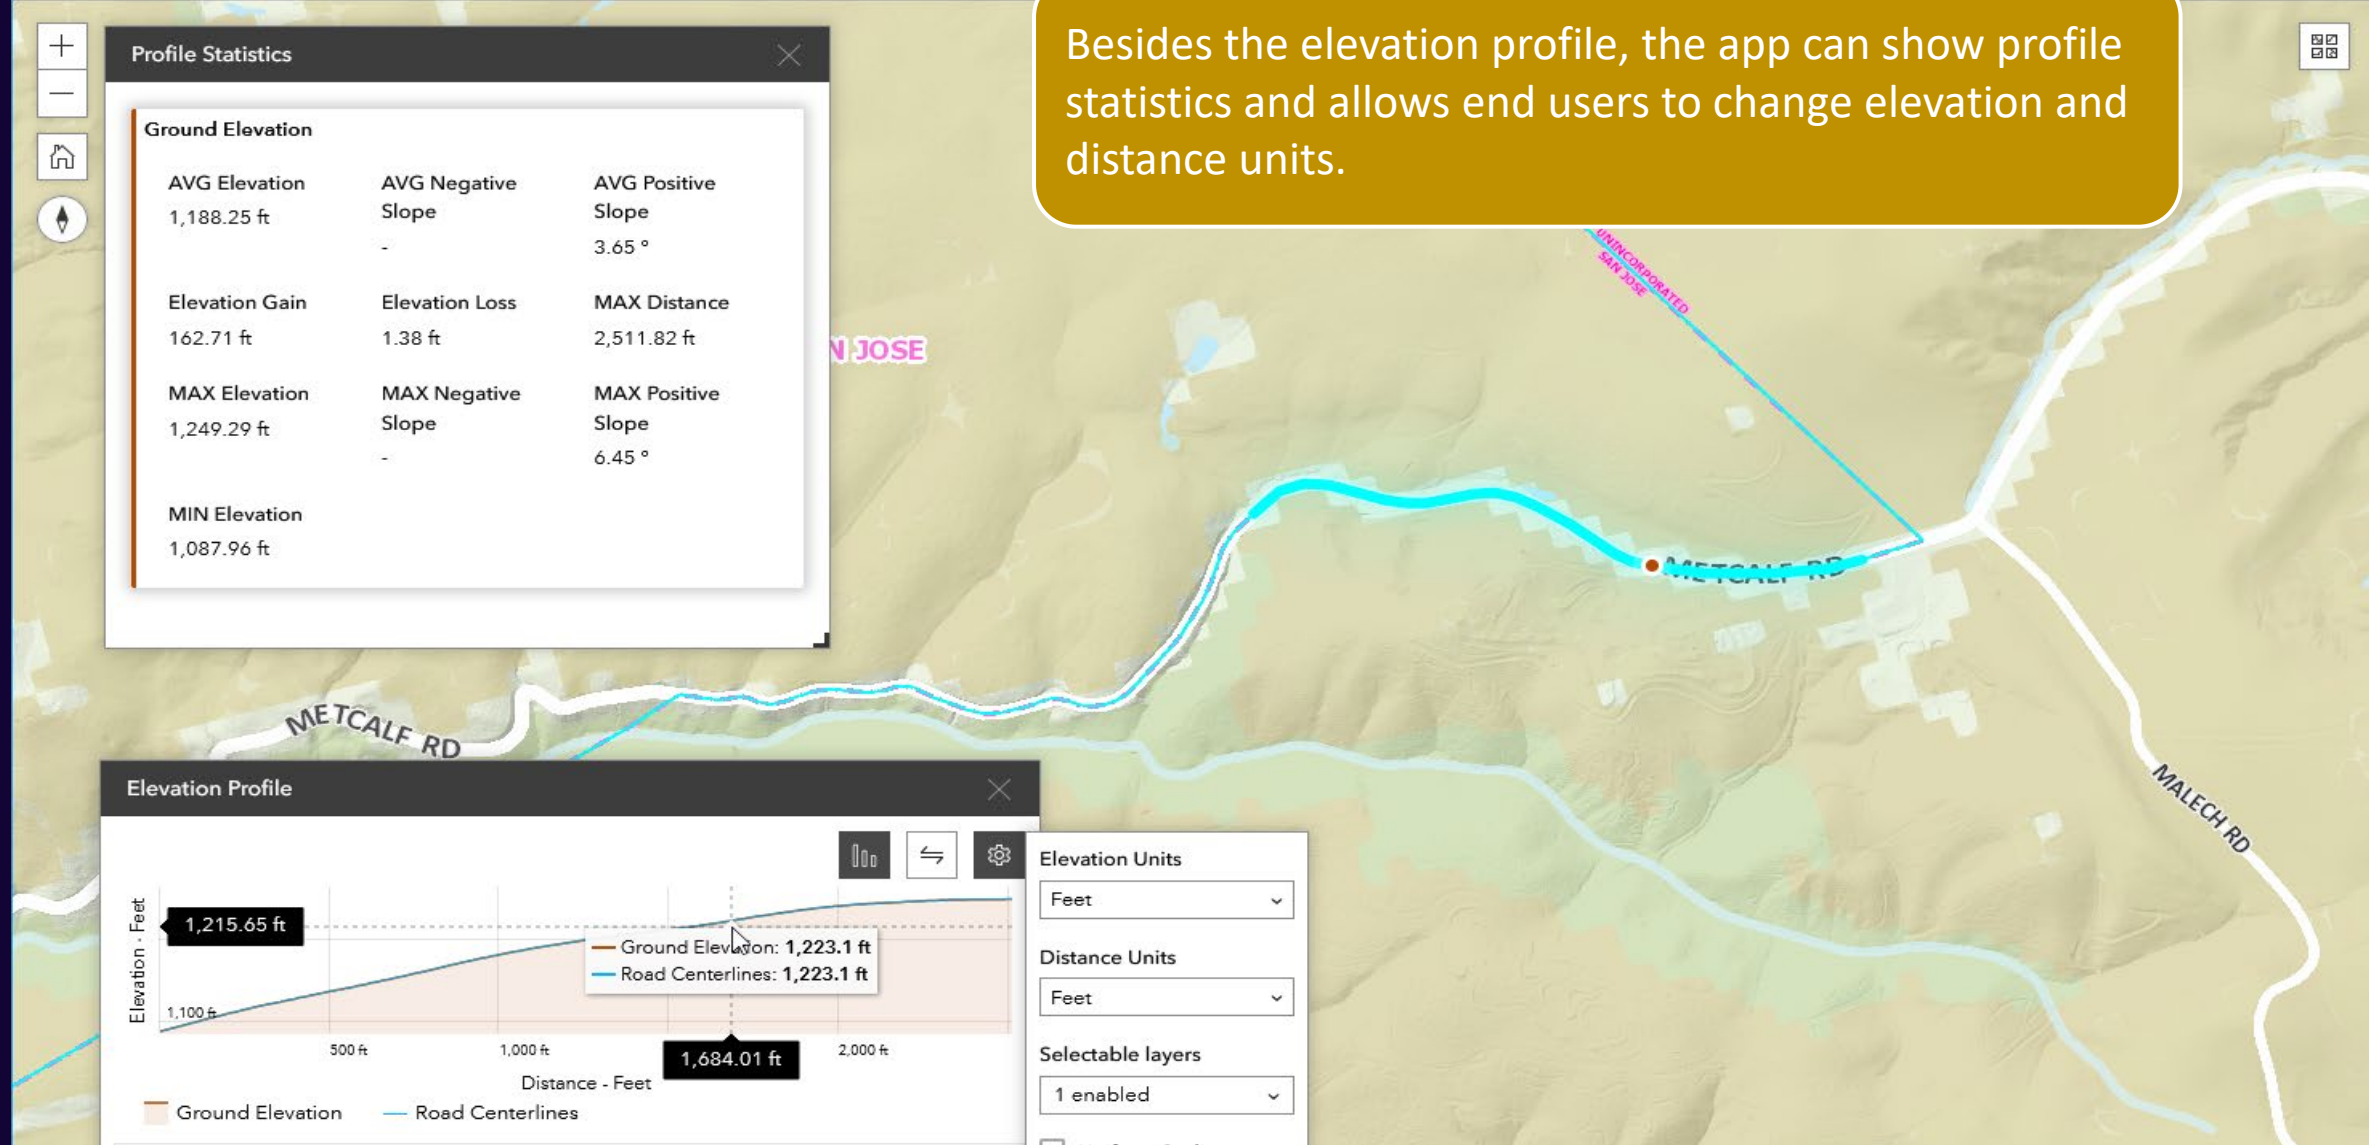 Besides the elevation profile, the app can show profile
statistics and allows end users to change elevation and
distance units.
Profile Statistics
Ground Elevation
AVG Elevation
1,188.25 ft
AVG Negative
Slope
-
AVG Positive
Slope
3.65 °
Elevation Gain
162.71 ft
Elevation Loss
1.38 ft
MAX Distance
2,511.82 ft
MAX Elevation
1,249.29 ft
MAX Negative
Slope
-
MAX Positive
Slope
6.45 °
MIN Elevation
1,087.96 ft
N JOSE
UNINCORPORATED
SAN JOSE
METCALF RD
METCALF RD
MALECH RD
Elevation Profile
Elevation - Feet
1,215.65 ft
1,100 ft
Ground Elevation: 1,223.1 ft
Road Centerlines: 1,223.1 ft
500 ft
1,000 ft
1,684.01 ft
2,000 ft
Distance - Feet
Ground Elevation
Road Centerlines
Elevation Units
Feet
Distance Units
Feet
Selectable layers
1 enabled